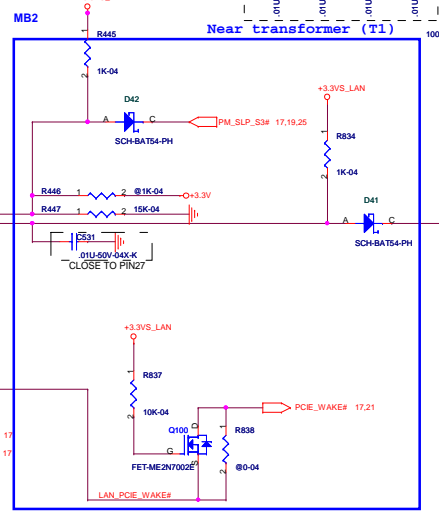 .01U
.01U
.01U
100
MB2
Near transformer (T1)
1
R445
2
1K-04
D42
A
C
SCH-BAT54-PH
PM_SLP_S3# 17,19,25
+3.3VS_LAN
1
R834
2
1K-04
R446
1
2
@1K-04
+3.3V
R447
1
2
15K-04
D41
A
C
SCH-BAT54-PH
C531
.01U-50V-04X-K
CLOSE TO PIN27
+3.3VS_LAN
1
R837
2
10K-04
Q100
D
G
S
FET-ME2N7002E
1
R838
2
@0-04
PCIE_WAKE# 17,21
17
17
LAN_PCIE_WAKE#